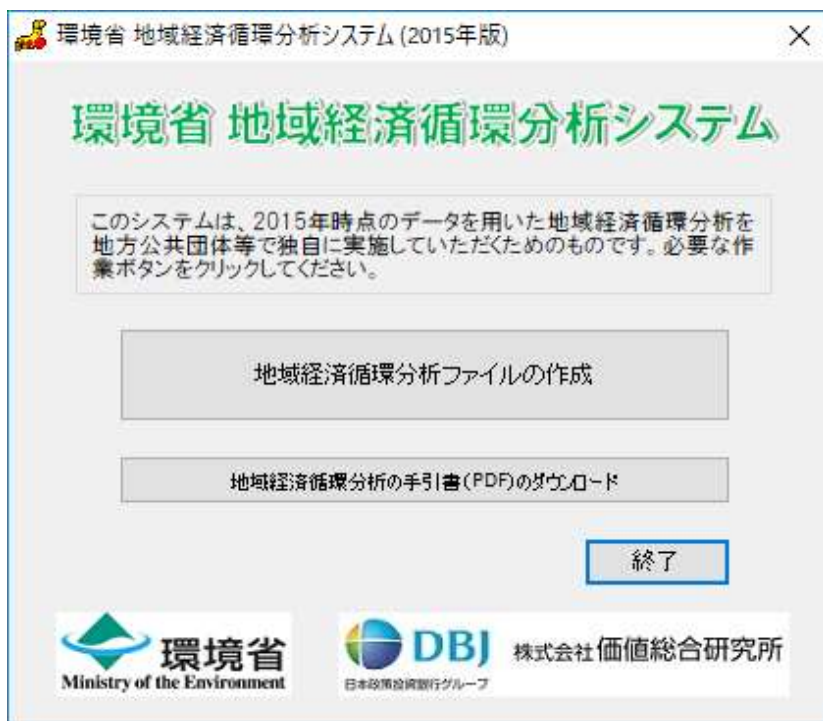 環境省 地域経済循環分析システム(2015年版)
環境省 地域経済循環分析システム
このシステムは、2015年時点のデータを用いた地域経済循環分析を
地方公共団体等で独自に実施していただくためのものです。必要な作
業ボタンをクリックしてください。
地域経済循環分析ファイルの作成
地域経済循環分析の手引書(PDF)のダウンロード
終了
環境省
Ministry of the Environment
DBJ
日本政策投資銀行グループ
株式会社価値総合研究所